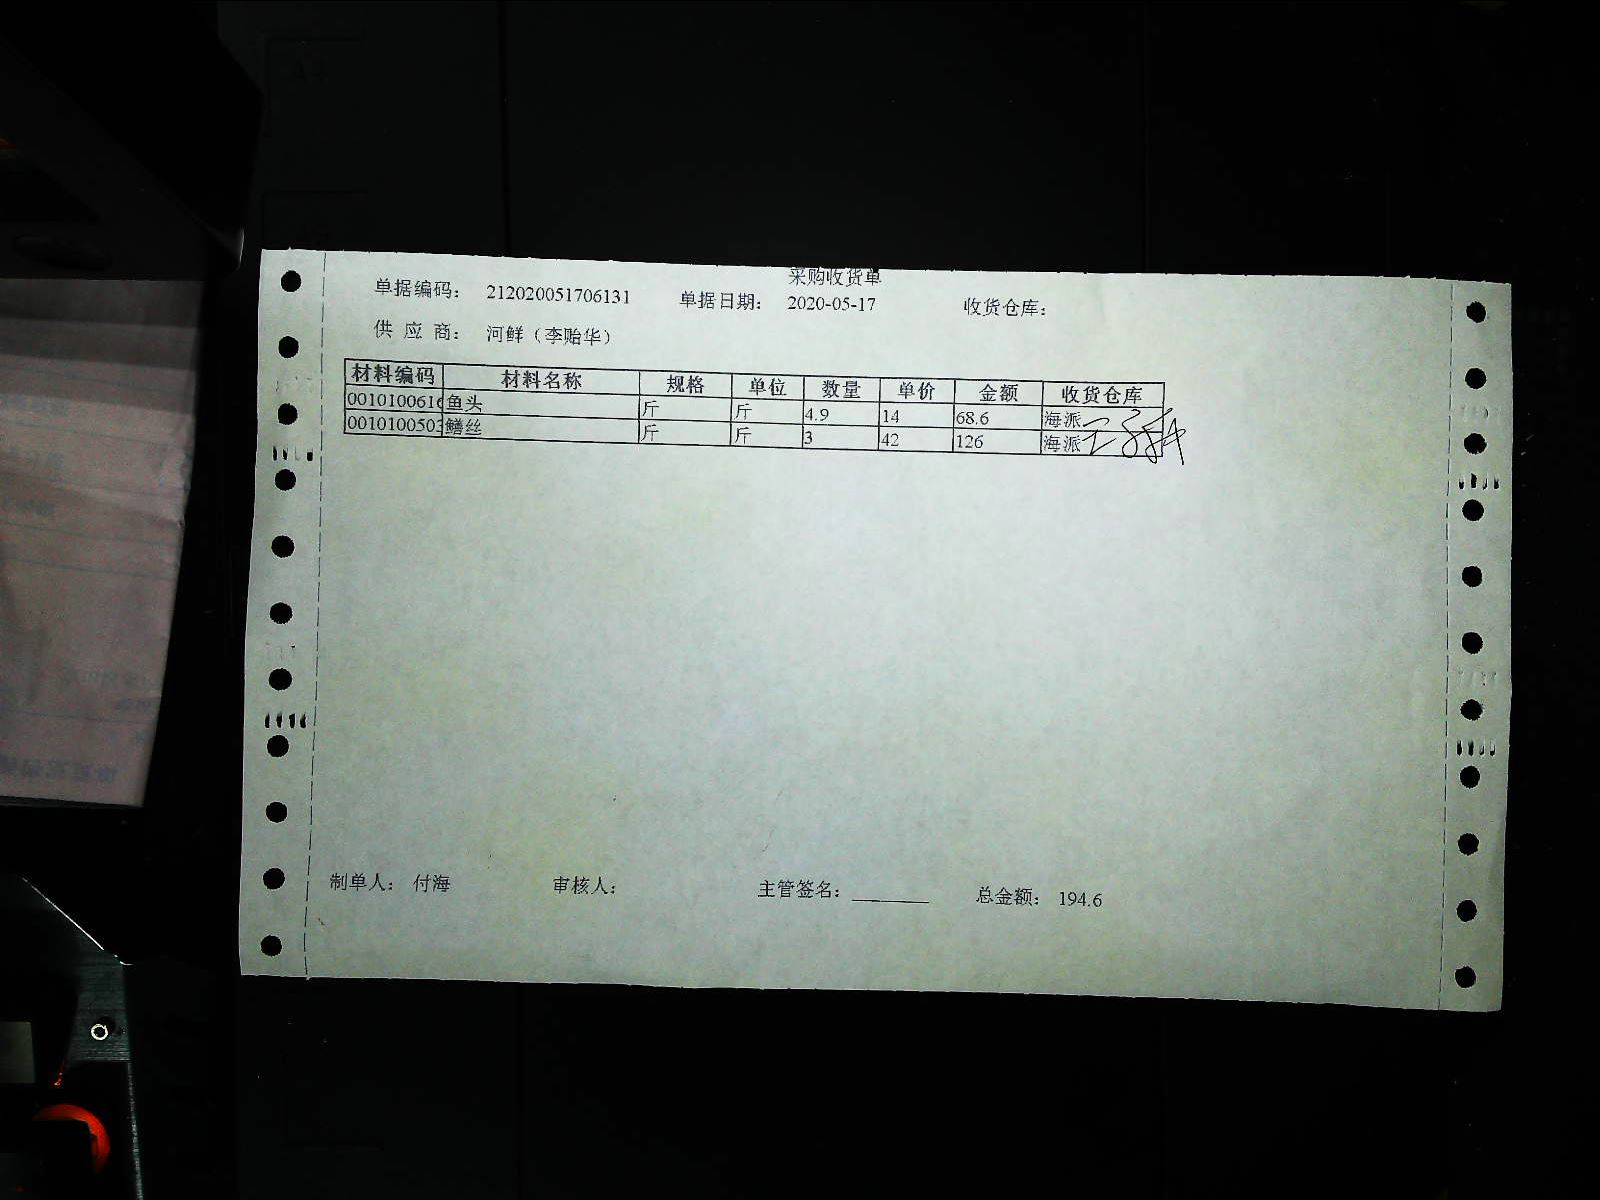 采购收货单
单据编码： 212020051706131 单据日期： 2020-05-17 收货仓库：
供 应 商： 河鲜（李贻华）
材料编码 材料名称 规格 单位 数量 单价 金额 收货仓库
0010100616 鱼头 斤 斤 4.9 14 68.6 海派
0010100503 鳝丝 斤 斤 3 42 126 海派
制单人： 付海 审核人： 主管签名： 总金额： 194.6